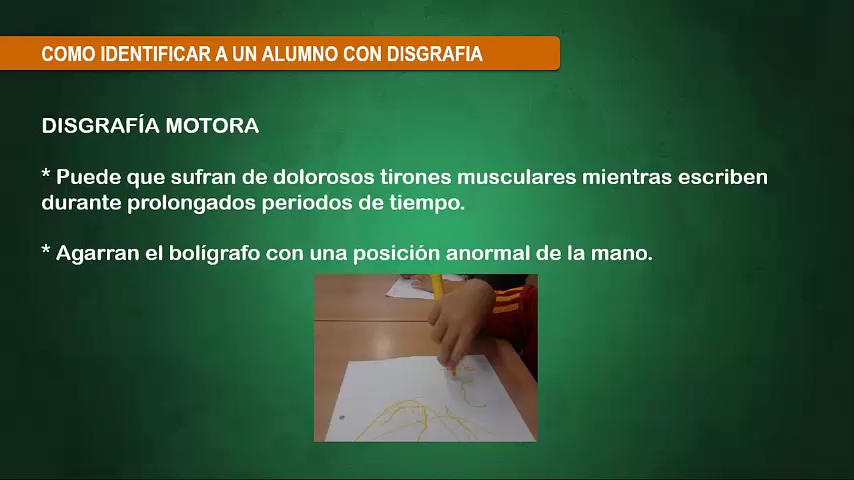 COMO IDENTIFICAR A UN ALUMNO CON DISGRAFIA
DISGRAFÍA MOTORA
* Puede que sufran de dolorosos tirones musculares mientras escriben
durante prolongados periodos de tiempo.
* Agarran el bolígrafo con una posición anormal de la mano.